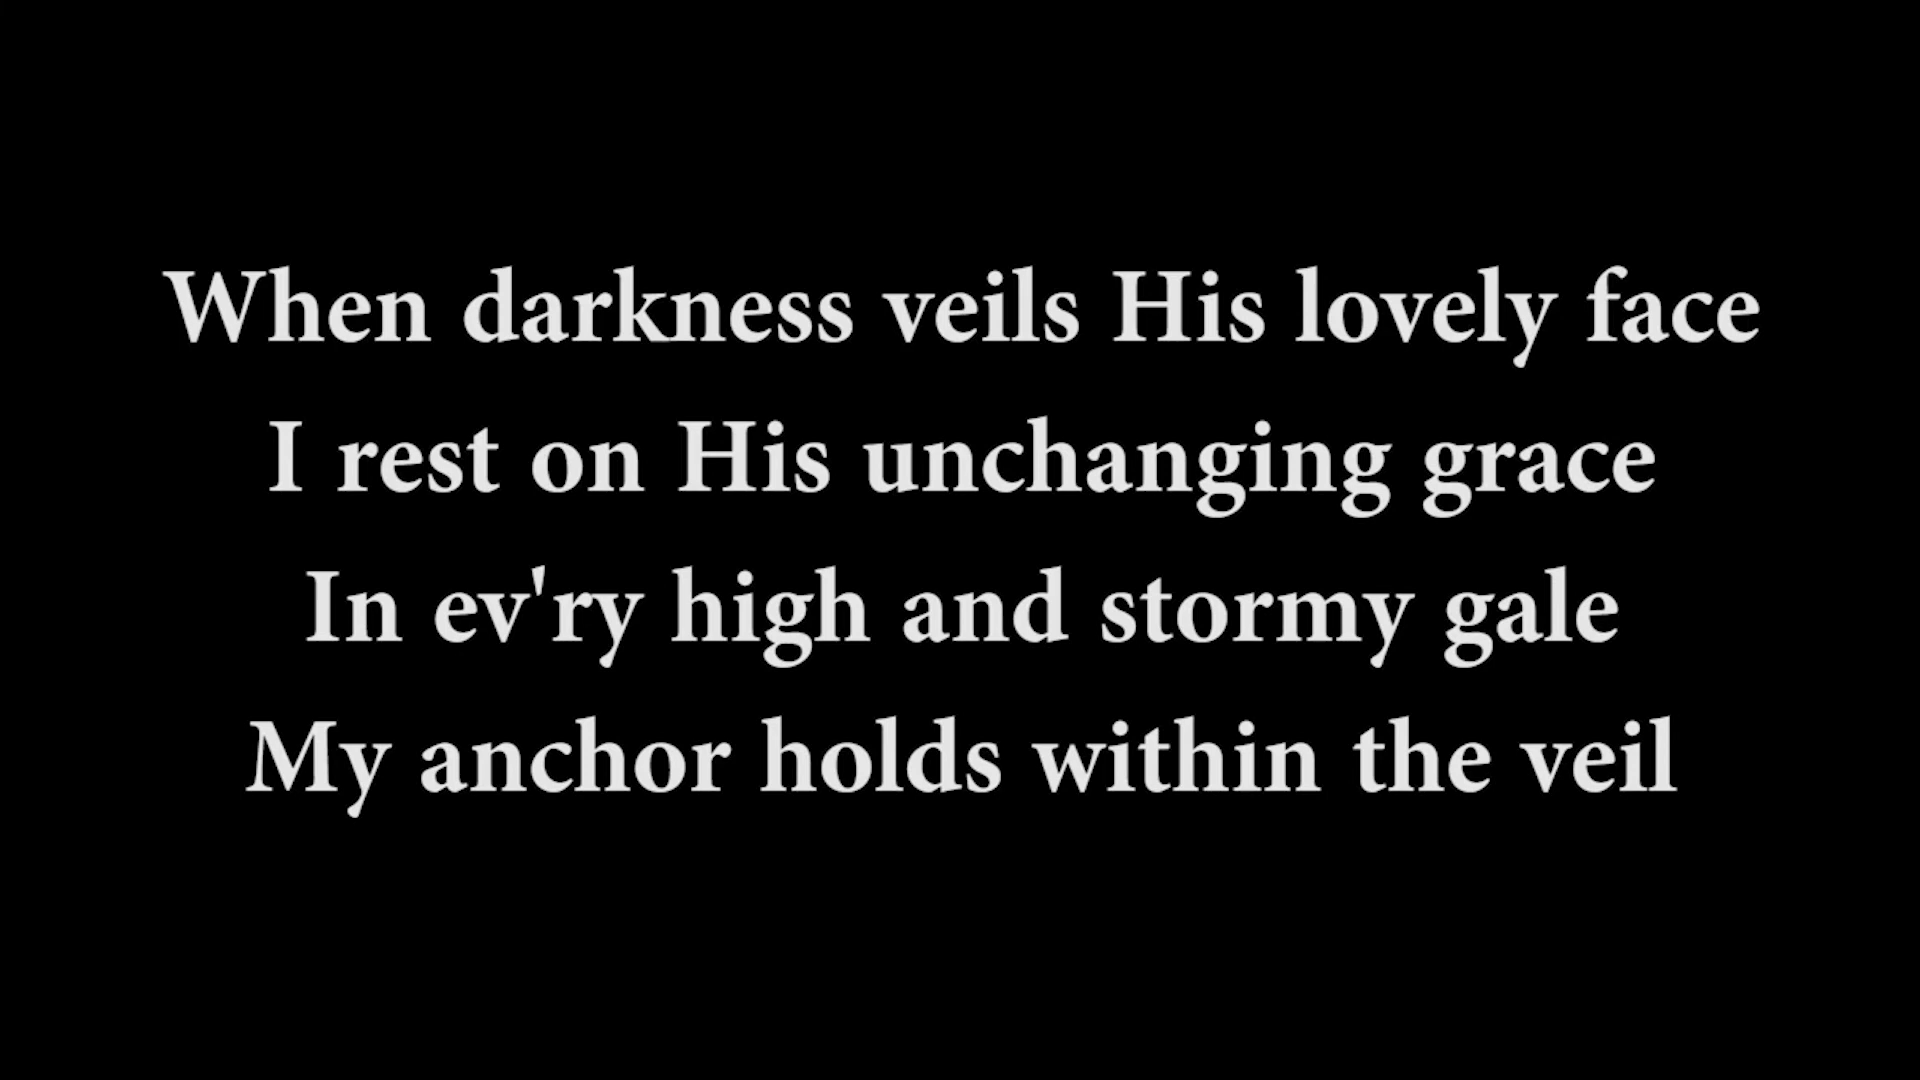 When darkness veils His lovely face
I rest on His unchanging grace
In ev'ry high and stormy gale
My anchor holds within the veil